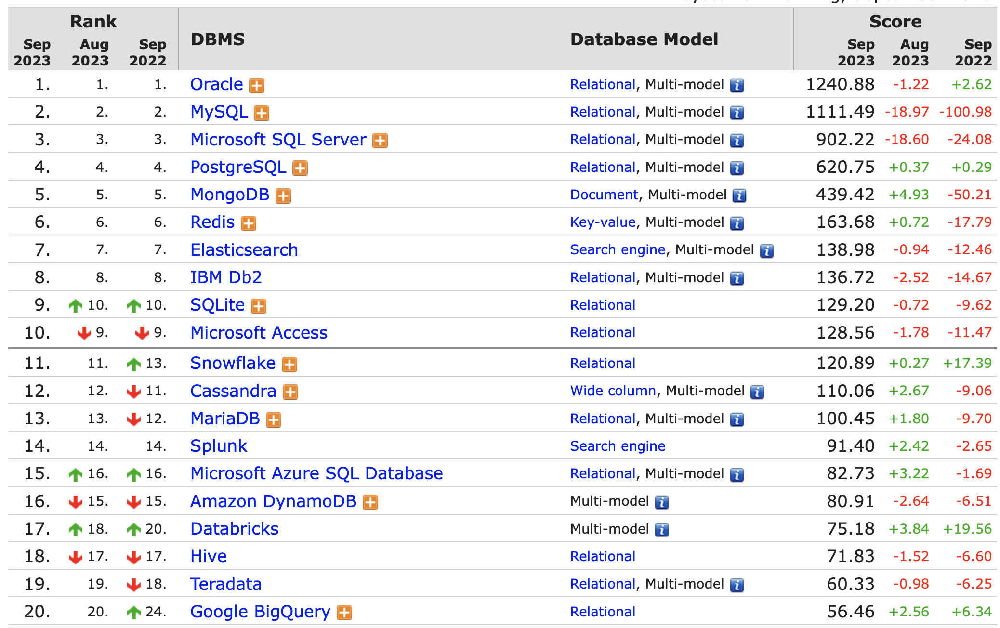 Rank Score
Sep 2023 Aug 2023 Sep 2022 DBMS Database Model Sep 2023 Aug 2023 Sep 2022
1. 1. 1. Oracle Relational, Multi-model 1240.88 -1.22 +2.62
2. 2. 2. MySQL Relational, Multi-model 1111.49 -18.97 -100.98
3. 3. 3. Microsoft SQL Server Relational, Multi-model 902.22 -18.60 -24.08
4. 4. 4. PostgreSQL Relational, Multi-model 620.75 +0.37 +0.29
5. 5. 5. MongoDB Document, Multi-model 439.42 +4.93 -50.21
6. 6. 6. Redis Key-value, Multi-model 163.68 +0.72 -17.79
7. 7. 7. Elasticsearch Search engine, Multi-model 138.98 -0.94 -12.46
8. 8. 8. IBM Db2 Relational, Multi-model 136.72 -2.52 -14.67
9. 10. 10. SQLite Relational 129.20 -0.72 -9.62
10. 9. 9. Microsoft Access Relational 128.56 -1.78 -11.47
11. 11. 13. Snowflake Relational 120.89 +0.27 +17.39
12. 12. 11. Cassandra Wide column, Multi-model 110.06 +2.67 -9.06
13. 13. 12. MariaDB Relational, Multi-model 100.45 +1.80 -9.70
14. 14. 14. Splunk Search engine 91.40 +2.42 -2.65
15. 16. 16. Microsoft Azure SQL Database Relational, Multi-model 82.73 +3.22 -1.69
16. 15. 15. Amazon DynamoDB Multi-model 80.91 -2.64 -6.51
17. 18. 20. Databricks Multi-model 75.18 +3.84 +19.56
18. 17. 17. Hive Relational 71.83 -1.52 -6.60
19. 19. 18. Teradata Relational, Multi-model 60.33 -0.98 -6.25
20. 20. 24. Google BigQuery Relational 56.46 +2.56 +6.34